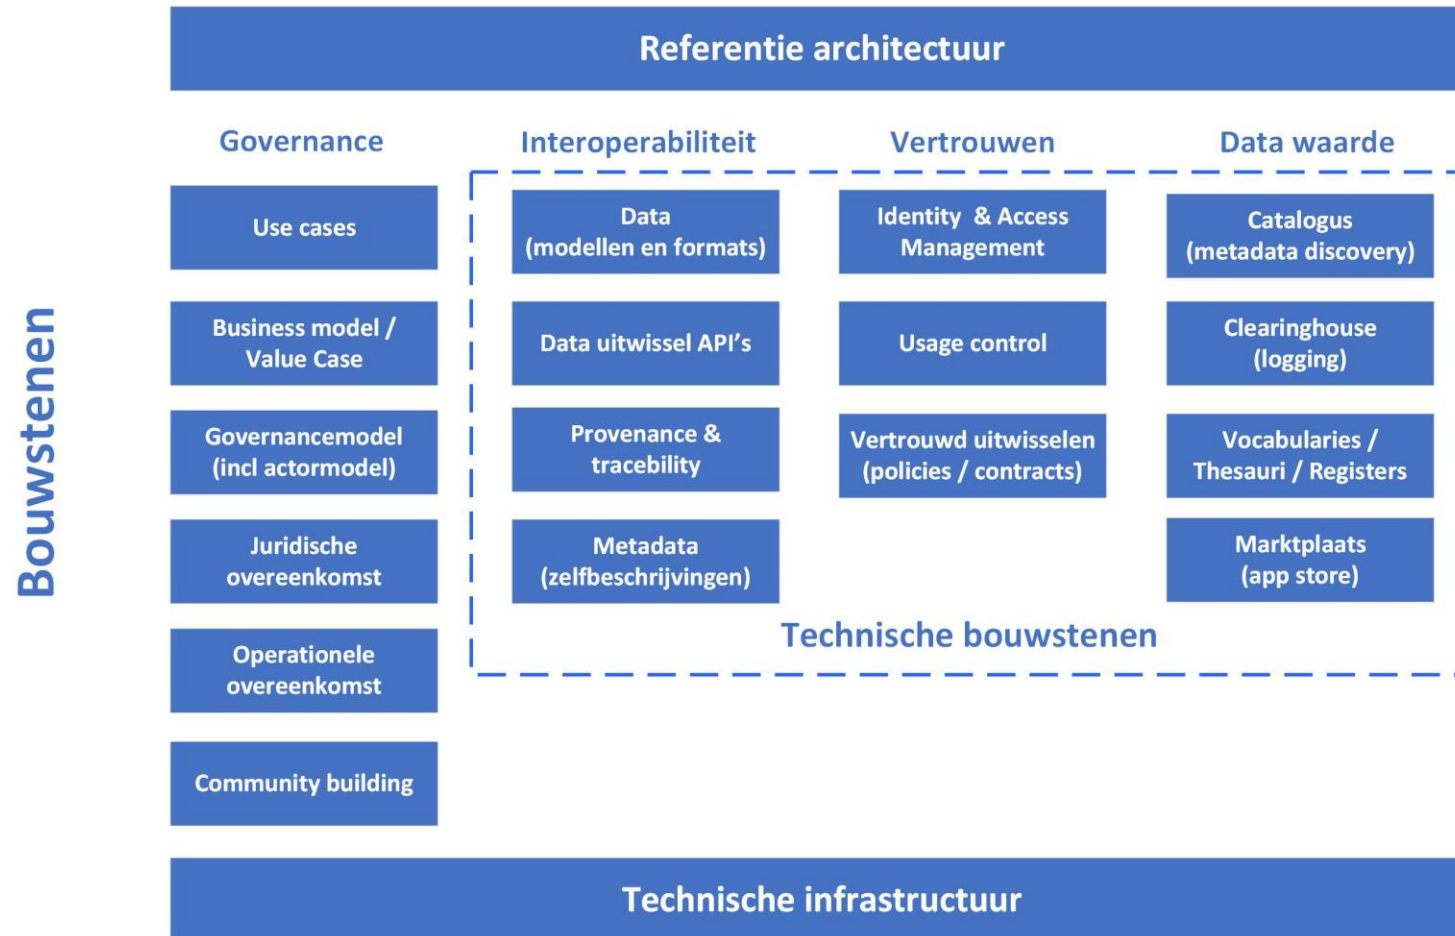 Referentie architectuur
Bouwstenen
Governance
Use cases
Business model /
Value Case
Governancemodel
(incl actormodel)
Juridische
overeenkomst
Operationele
overeenkomst
Community building
Interoperabiliteit
Data
(modellen en formats)
Data uitwissel API's
Provenance &
tracebility
Metadata
(zelfbeschrijvingen)
Vertrouwen
Identity & Access
Management
Usage control
Vertrouwd uitwisselen
(policies / contracts)
Data waarde
Catalogus
(metadata discovery)
Clearinghouse
(logging)
Vocabularies /
Thesauri / Registers
Marktplaats
(app store)
Technische bouwstenen
Technische infrastructuur